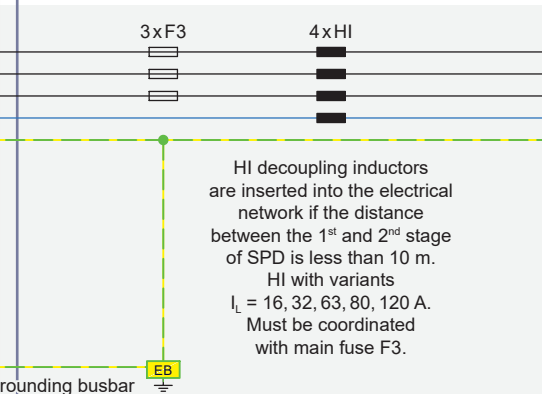 3xF3 4xHI
HI decoupling inductors
are inserted into the electrical
network if the distance
between the 1st and 2nd stage
of SPD is less than 10 m.
HI with variants
IL = 16, 32, 63, 80, 120 A.
Must be coordinated
with main fuse F3.
EB
rounding busbar